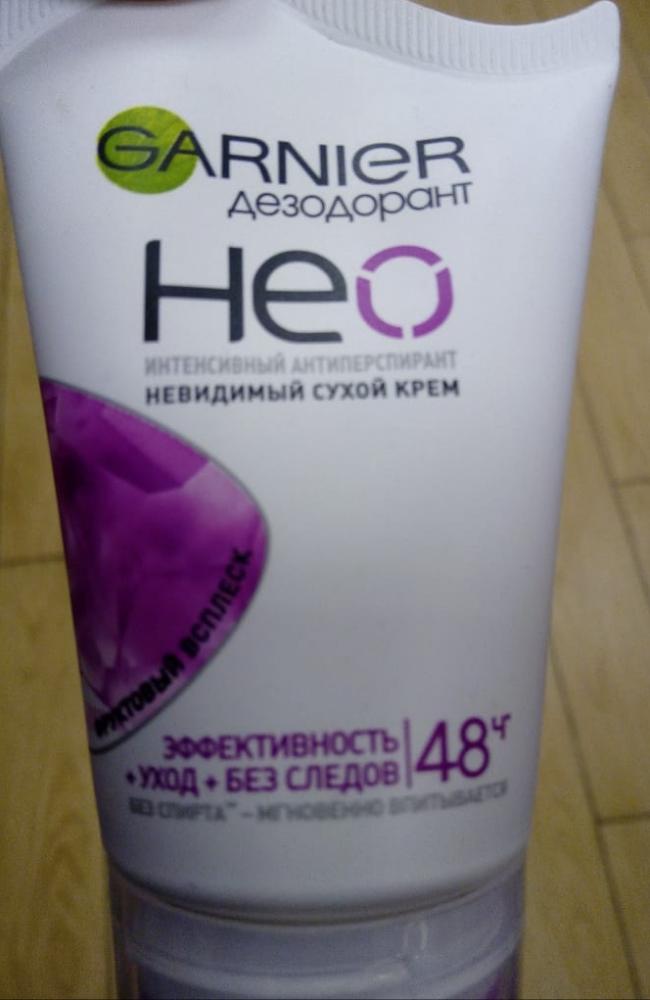 GARNIER
дезодорант
Нео
ИНТЕНСИВНЫЙ АНТИПЕРСПИРАНТ
НЕВИДИМЫЙ СУХОЙ КРЕМ
ФРУКТОВЫЙ ВСПЛЕСК
ЭФФЕКТИВНОСТЬ
+ УХОД + БЕЗ СЛЕДОВ
48ч*
БЕЗ СПИРТА** – МГНОВЕННО ВПИТЫВАЕТСЯ